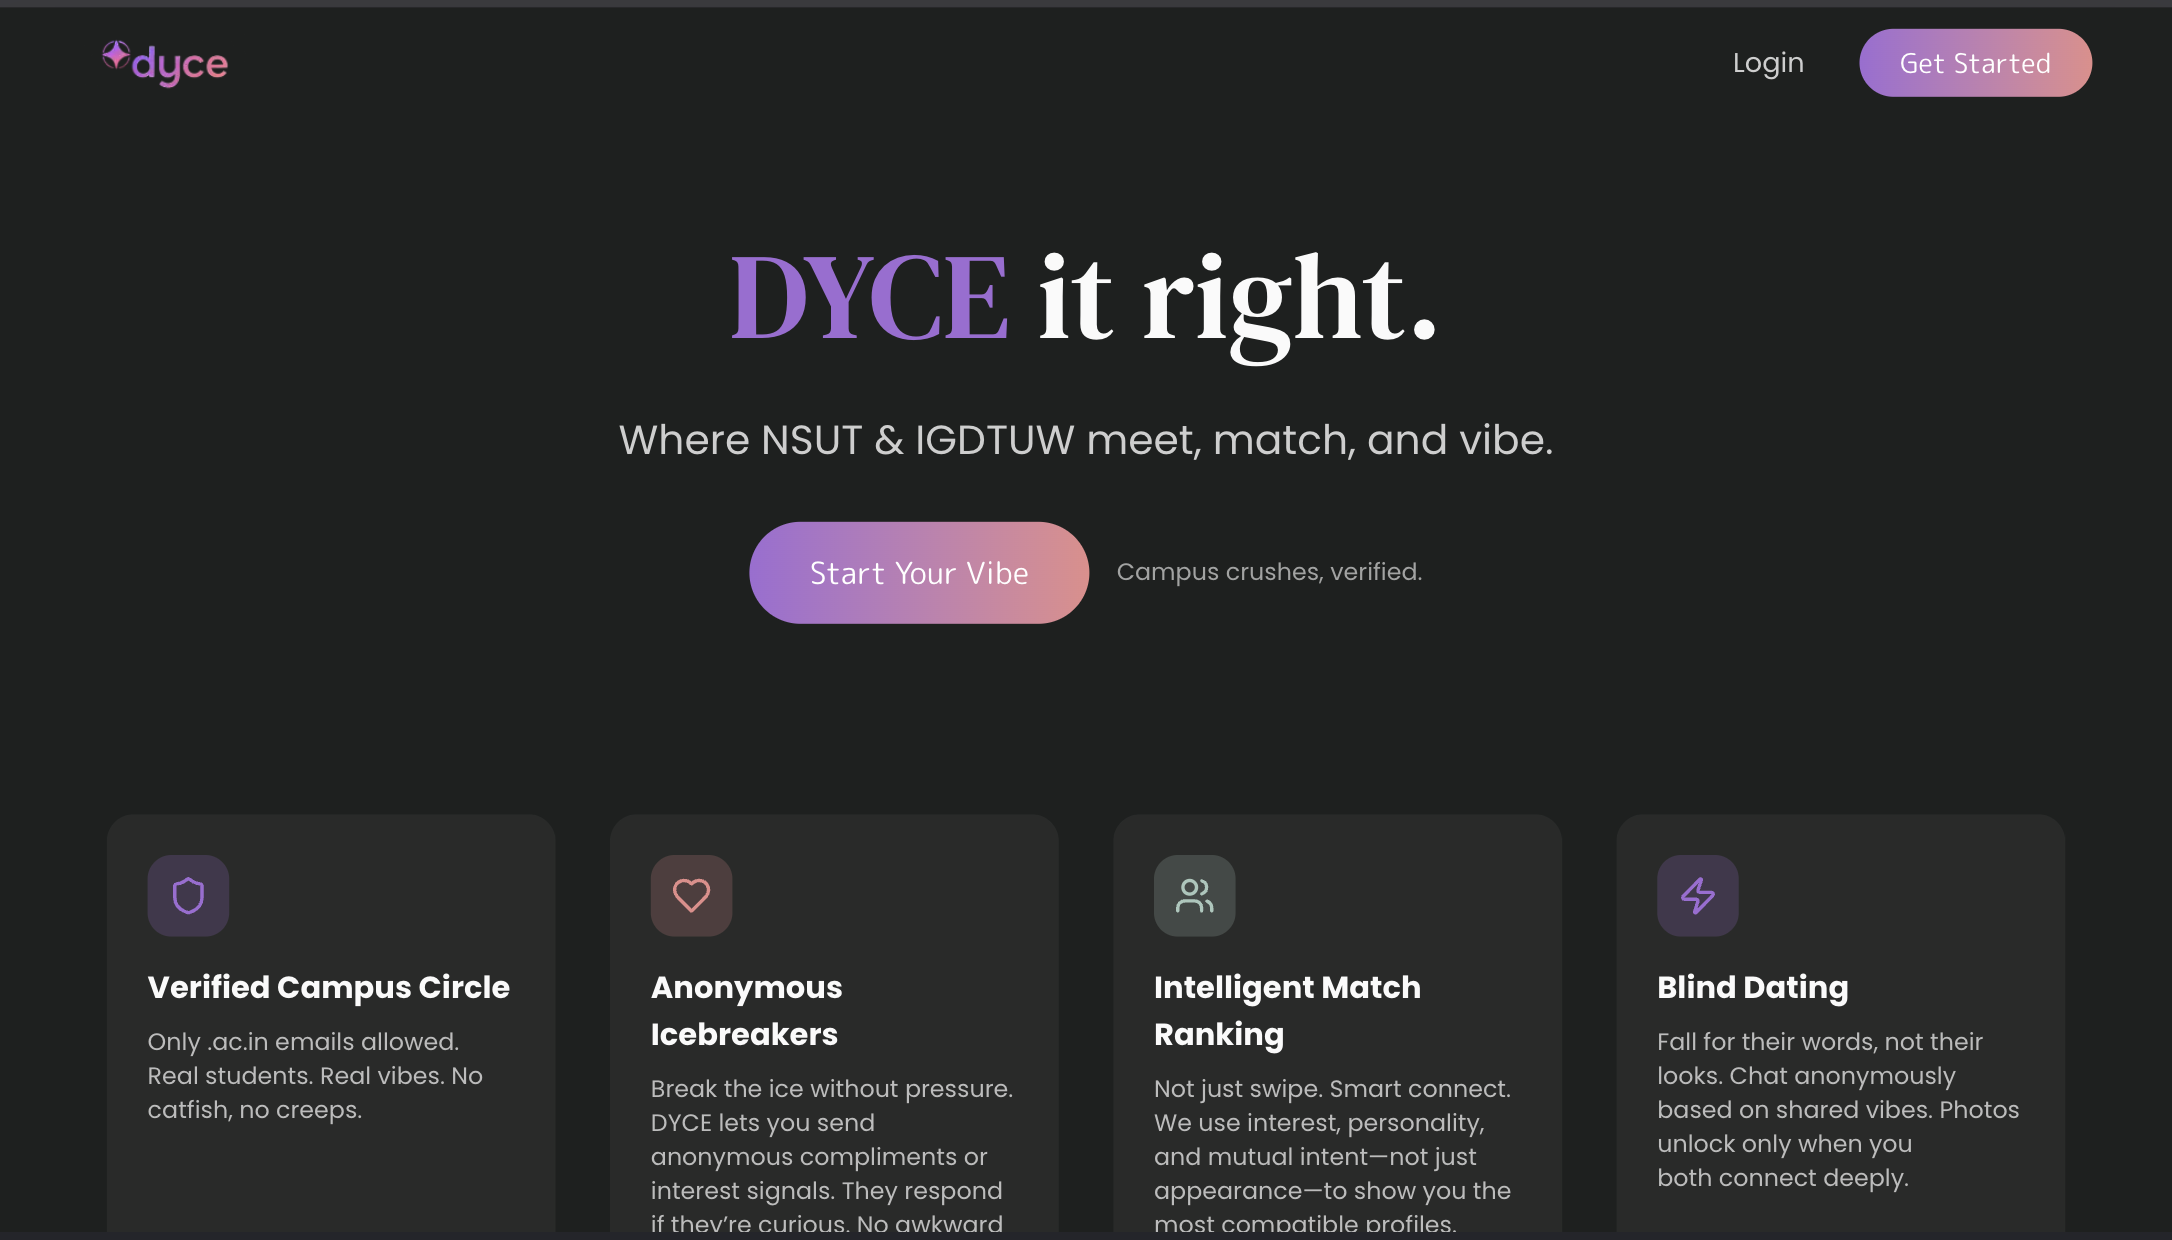 dyce
Login
Get Started
DYCE it right.
Where NSUT & IGDTUW meet, match, and vibe.
Start Your Vibe
Campus crushes, verified.
Verified Campus Circle
Only .ac.in emails allowed.
Real students. Real vibes. No
catfish, no creeps.
Anonymous
Icebreakers
Break the ice without pressure.
DYCE lets you send
anonymous compliments or
interest signals. They respond
if they’re curious. No awkward
Intelligent Match
Ranking
Not just swipe. Smart connect.
We use interest, personality,
and mutual intent—not just
appearance—to show you the
most compatible profiles.
Blind Dating
Fall for their words, not their
looks. Chat anonymously
based on shared vibes. Photos
unlock only when you
both connect deeply.